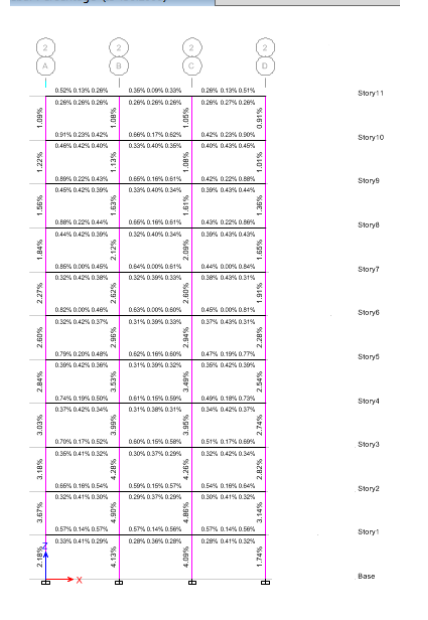 2 2 2 2
A B C D
0.52% 0.13% 0.26% 0.35% 0.09% 0.33% 0.26% 0.13% 0.51% Story11
0.26% 0.28% 0.28% 0.26% 0.29% 0.26% 0.28% 0.27% 0.26%
1.09% 1.08% 1.05% 0.91%
0.91% 0.23% 0.42% 0.66% 0.17% 0.62% 0.42% 0.23% 0.90% Story10
0.46% 0.42% 0.40% 0.33% 0.40% 0.35% 0.40% 0.43% 0.45%
1.22% 1.13% 1.08% 1.01%
0.89% 0.22% 0.43% 0.65% 0.16% 0.61% 0.42% 0.22% 0.88% Story9
0.45% 0.42% 0.39% 0.33% 0.40% 0.34% 0.39% 0.43% 0.44%
1.56% 1.63% 1.61% 1.36%
0.88% 0.22% 0.44% 0.66% 0.16% 0.61% 0.43% 0.22% 0.86% Story8
0.44% 0.42% 0.39% 0.32% 0.40% 0.34% 0.39% 0.43% 0.43%
1.84% 2.12% 2.09% 1.65%
0.85% 0.00% 0.45% 0.64% 0.00% 0.61% 0.44% 0.00% 0.84% Story7
0.32% 0.42% 0.38% 0.32% 0.39% 0.33% 0.38% 0.43% 0.31%
2.27% 2.62% 2.60% 1.91%
0.82% 0.00% 0.46% 0.63% 0.00% 0.60% 0.45% 0.00% 0.81% Story6
0.32% 0.42% 0.37% 0.31% 0.39% 0.33% 0.37% 0.43% 0.31%
2.60% 2.96% 2.94% 2.28%
0.79% 0.20% 0.48% 0.62% 0.16% 0.60% 0.47% 0.19% 0.77% Story5
0.39% 0.42% 0.36% 0.31% 0.39% 0.32% 0.35% 0.42% 0.39%
2.84% 3.53% 3.49% 2.54%
0.74% 0.19% 0.50% 0.61% 0.15% 0.59% 0.49% 0.18% 0.73% Story4
0.37% 0.42% 0.34% 0.31% 0.38% 0.31% 0.34% 0.42% 0.37%
3.03% 3.99% 3.95% 2.74%
0.70% 0.17% 0.52% 0.60% 0.15% 0.58% 0.51% 0.17% 0.69% Story3
0.35% 0.41% 0.32% 0.30% 0.37% 0.29% 0.32% 0.42% 0.34%
3.18% 4.28% 4.26% 2.82%
0.65% 0.16% 0.54% 0.59% 0.15% 0.57% 0.54% 0.16% 0.64% Story2
0.32% 0.41% 0.30% 0.29% 0.37% 0.29% 0.30% 0.41% 0.32%
3.67% 4.90% 4.86% 3.14%
0.57% 0.14% 0.57% 0.57% 0.14% 0.56% 0.57% 0.14% 0.56% Story1
0.33% 0.41% 0.29% 0.28% 0.36% 0.28% 0.28% 0.41% 0.32%
2.18% 4.13% 4.09% 1.74%
Z
X
Base